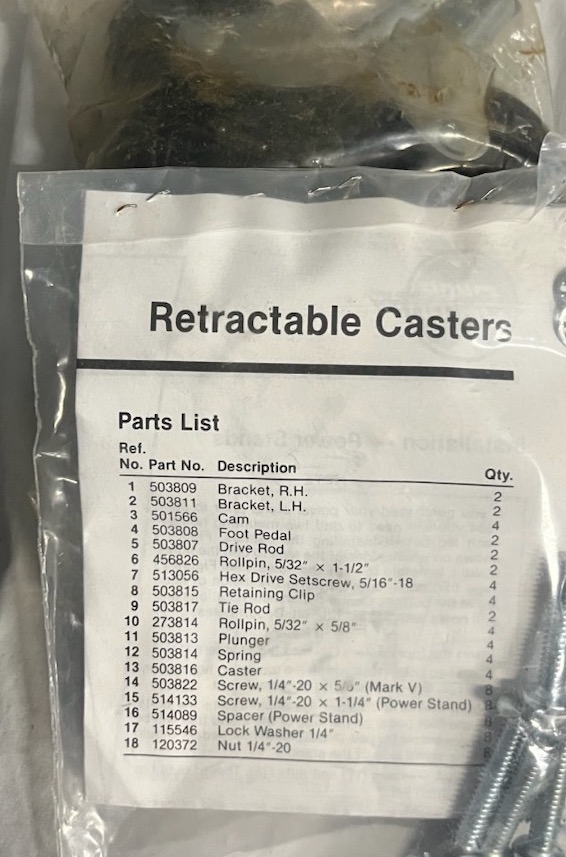 Retractable Casters
Parts List
Ref.
No. Part No. Description Qty.
1 503809 Bracket, R.H. 2
2 503811 Bracket, L.H. 2
3 501566 Cam 4
4 503808 Foot Pedal 2
5 503807 Drive Rod 2
6 456826 Rollpin, 5/32" × 1-1/2" 2
7 513056 Hex Drive Setscrew, 5/16"-18 4
8 503815 Retaining Clip 4
9 503817 Tie Rod 2
10 273814 Rollpin, 5/32" × 5/8" 4
11 503813 Plunger 4
12 503814 Spring 4
13 503816 Caster 4
14 503822 Screw, 1/4"-20 × 5/8" (Mark V) 8
15 514133 Screw, 1/4"-20 × 1-1/4" (Power Stand) 8
16 514089 Spacer (Power Stand) 8
17 115546 Lock Washer 1/4" 8
18 120372 Nut 1/4"-20 8